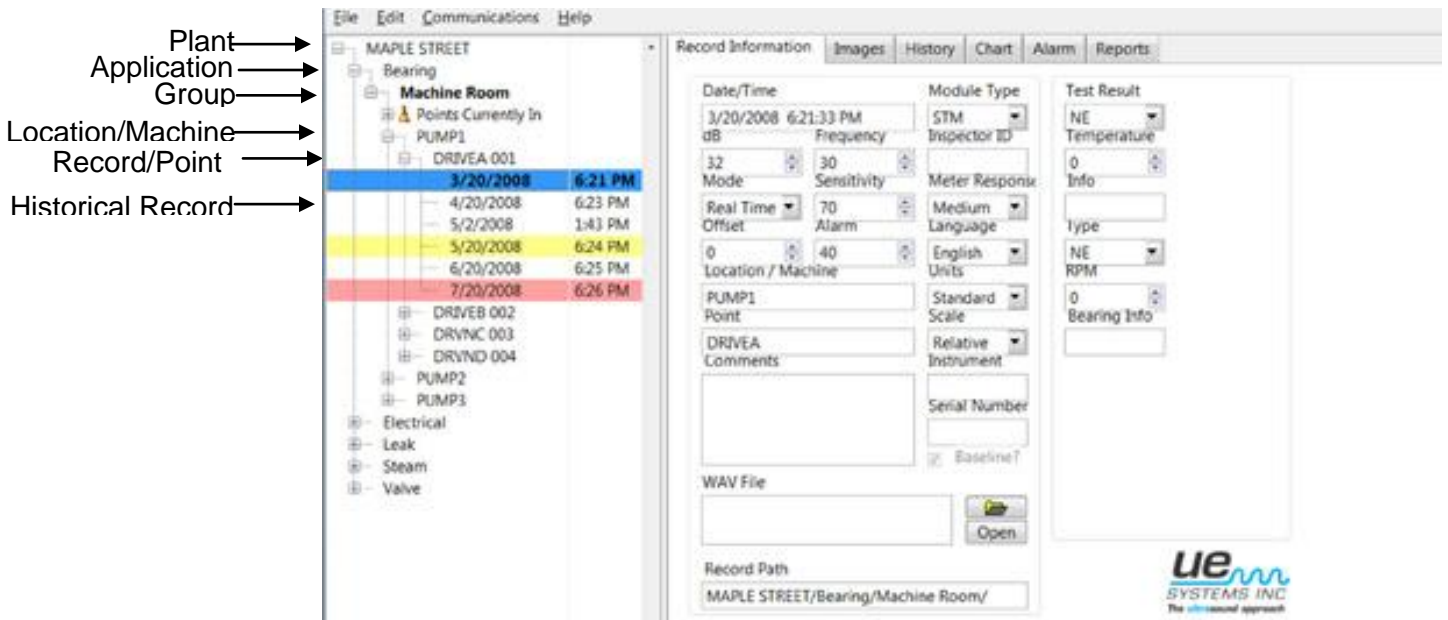 File Edit Communications Help
Plant
Application
Group
Location/Machine
Record/Point
Historical Record
MAPLE STREET
Bearing
Machine Room
Points Currently In
PUMP1
DRIVEA 001
3/20/2008 6:21 PM
4/20/2008 6:23 PM
5/2/2008 1:43 PM
5/20/2008 6:24 PM
6/20/2008 6:25 PM
7/20/2008 6:26 PM
DRIVEB 002
DRVNC 003
DRVND 004
PUMP2
PUMP3
Electrical
Leak
Steam
Valve
Record Information Images History Chart Alarm Reports
Date/Time Module Type Test Result
3/20/2008 6:21:33 PM STM NE
dB Frequency Inspector ID Temperature
32 30 0
Mode Sensitivity Meter Response Info
Real Time 70 Medium
Offset Alarm Language Type
0 40 English NE
Location / Machine Units RPM
PUMP1 Standard 0
Point Scale Bearing Info
DRIVEA Relative
Comments Instrument
Serial Number
Baseline?
WAV File
Open
Record Path
MAPLE STREET/Bearing/Machine Room/
ue
SYSTEMS INC
The ultrasound approach